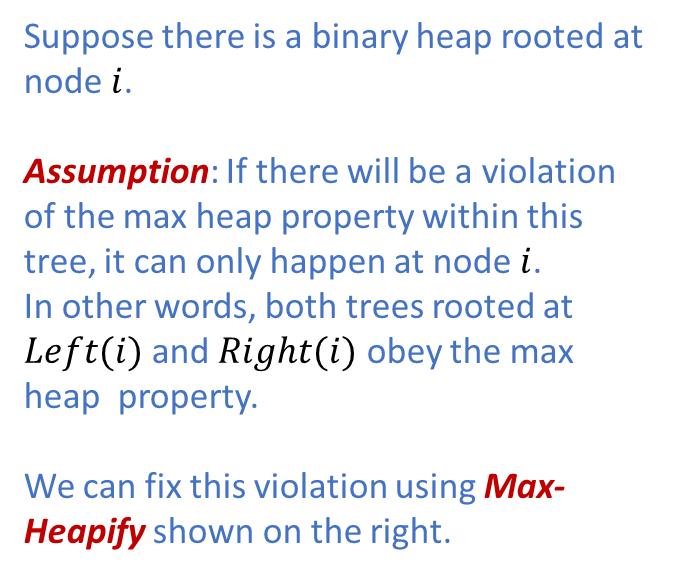 Suppose there is a binary heap rooted at
node i.
Assumption: If there will be a violation
of the max heap property within this
tree, it can only happen at node i.
In other words, both trees rooted at
Left(i) and Right(i) obey the max
heap property.
We can fix this violation using Max-
Heapify shown on the right.